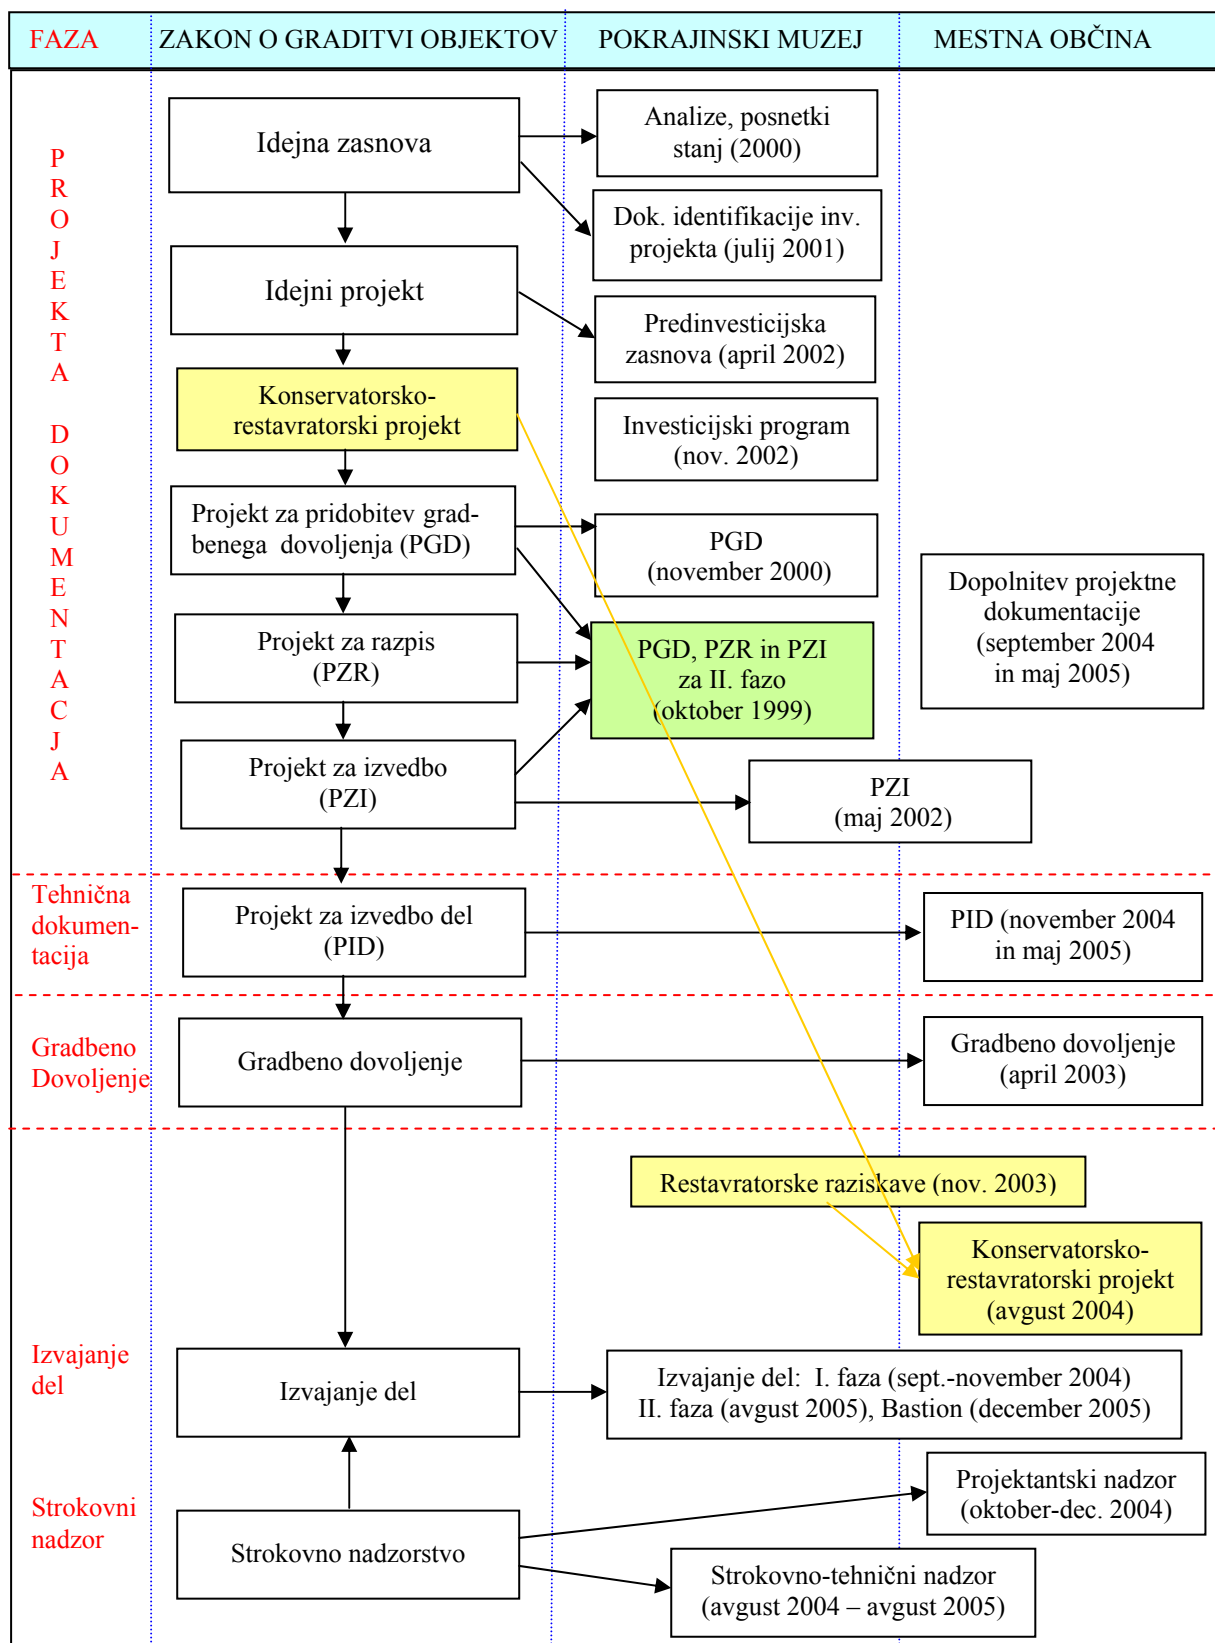 FAZA
ZAKON O GRADITVI OBJEKTOV
POKRAJINSKI MUZEJ
MESTNA OBČINA
PROJEKTA DOKUMENTACJA
Idejna zasnova
Analize, posnetki
stanj (2000)
Dok. identifikacije inv.
projekta (julij 2001)
Idejni projekt
Predinvesticijska
zasnova (april 2002)
Konservatorsko-
restavratorski projekt
Investicijski program
(nov. 2002)
Projekt za pridobitev grad-
benega dovoljenja (PGD)
PGD
(november 2000)
Dopolnitev projektne
dokumentacije
(september 2004
in maj 2005)
Projekt za razpis
(PZR)
PGD, PZR in PZI
za II. fazo
(oktober 1999)
Projekt za izvedbo
(PZI)
PZI
(maj 2002)
Tehnična
dokumen-
tacija
Projekt za izvedbo del
(PID)
PID (november 2004
in maj 2005)
Gradbeno
Dovoljenje
Gradbeno dovoljenje
Gradbeno dovoljenje
(april 2003)
Restavratorske raziskave (nov. 2003)
Konservatorsko-
restavratorski projekt
(avgust 2004)
Izvajanje
del
Izvajanje del
Izvajanje del: I. faza (sept.-november 2004)
II. faza (avgust 2005), Bastion (december 2005)
Strokovni
nadzor
Strokovno nadzorstvo
Projektantski nadzor
(oktober-dec. 2004)
Strokovno-tehnični nadzor
(avgust 2004 – avgust 2005)